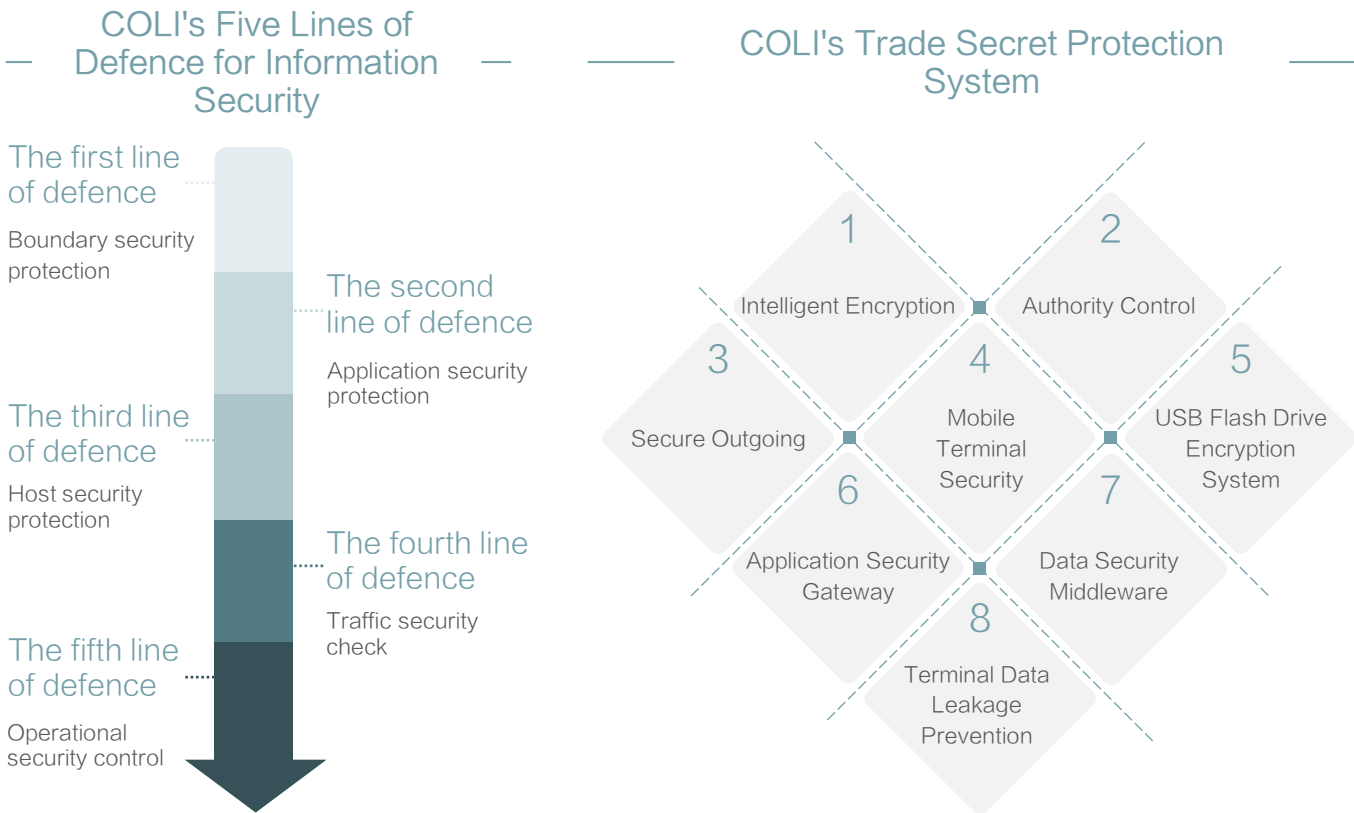 COLI's Five Lines of
Defence for Information
Security
The first line
of defence
Boundary security
protection
The second
line of defence
Application security
protection
The third line
of defence
Host security
protection
The fourth line
of defence
Traffic security
check
The fifth line
of defence
Operational
security control
COLI's Trade Secret Protection
System
1
Intelligent Encryption
2
Authority Control
3
Secure Outgoing
4
Mobile
Terminal
Security
5
USB Flash Drive
Encryption
System
6
Application Security
Gateway
7
Data Security
Middleware
8
Terminal Data
Leakage
Prevention